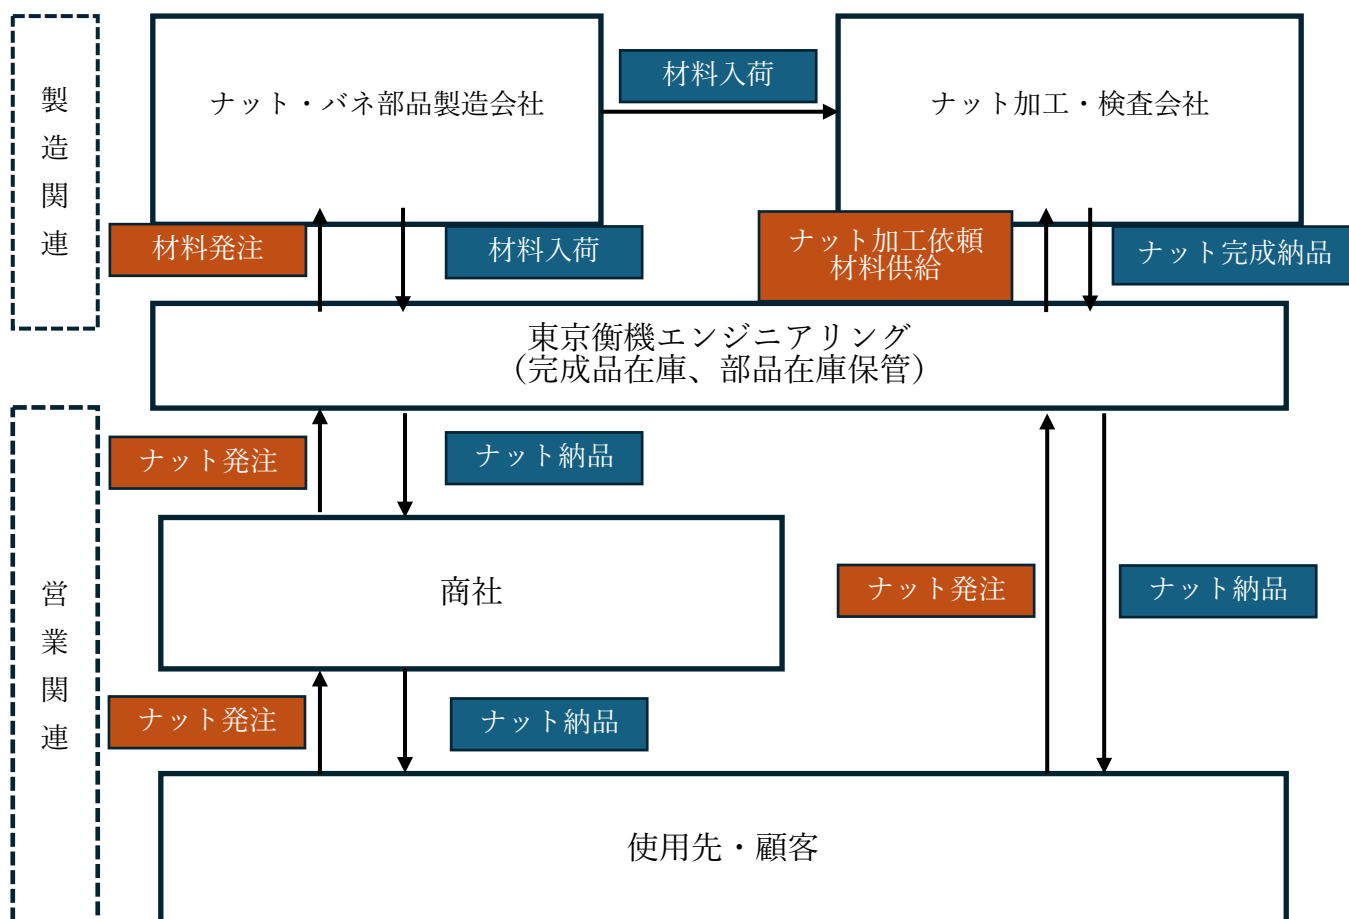 製造関連
ナット・バネ部品製造会社
材料入荷
ナット加工・検査会社
材料発注
材料入荷
ナット加工依頼
材料供給
ナット完成納品
東京衡機エンジニアリング
（完成品在庫、部品在庫保管）
営業関連
ナット発注
ナット納品
商社
ナット発注
ナット納品
ナット発注
ナット納品
使用先・顧客